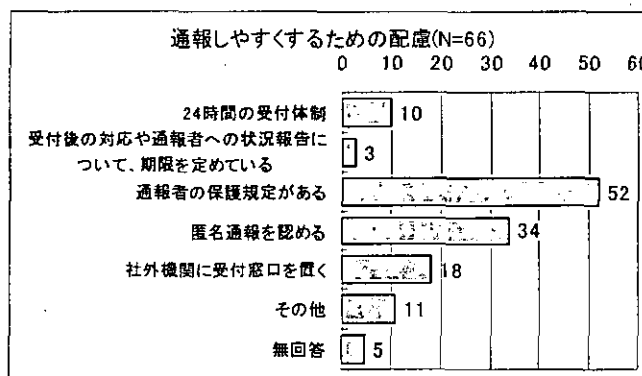 通報しやすくするための配慮(N=66)
0 10 20 30 40 50 60
24時間の受付体制 10
受付後の対応や通報者への状況報告に
ついて、期限を定めている 3
通報者の保護規定がある 52
匿名通報を認める 34
社外機関に受付窓口を置く 18
その他 11
無回答 5